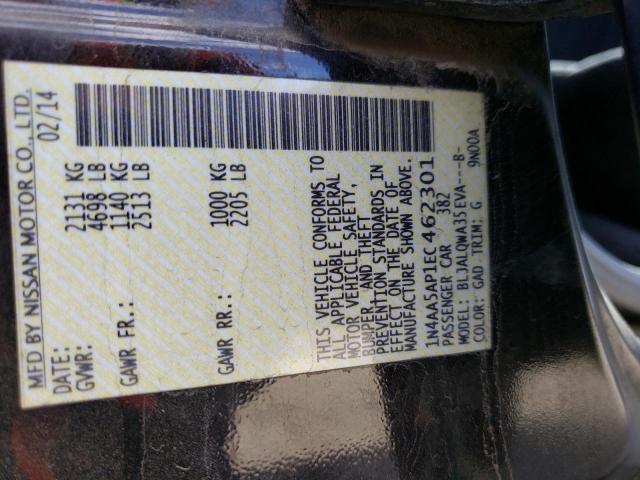 MFD BY NISSAN MOTOR CO., LTD.
DATE: 02/14
GVWR: 2131 KG
4698 LB
GAWR FR.: 1140 KG
2513 LB
GAWR RR.: 1000 KG
2205 LB
THIS VEHICLE CONFORMS TO
ALL APPLICABLE FEDERAL
MOTOR VEHICLE SAFETY,
BUMPER AND THEFT
PREVENTION STANDARDS IN
EFFECT ON THE DATE OF
MANUFACTURE SHOWN ABOVE.
1N4AA5AP1EC462301
PASSENGER CAR 382
MODEL: BLJALQWA35EVA---B-
COLOR: GAD TRIM: G 9N00A